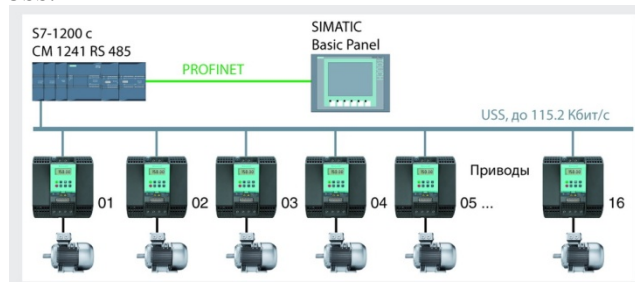 S7-1200 с
CM 1241 RS 485
PROFINET
SIMATIC
Basic Panel
USS, до 115.2 Кбит/с
Приводы
01
02
03
04
05 ...
16